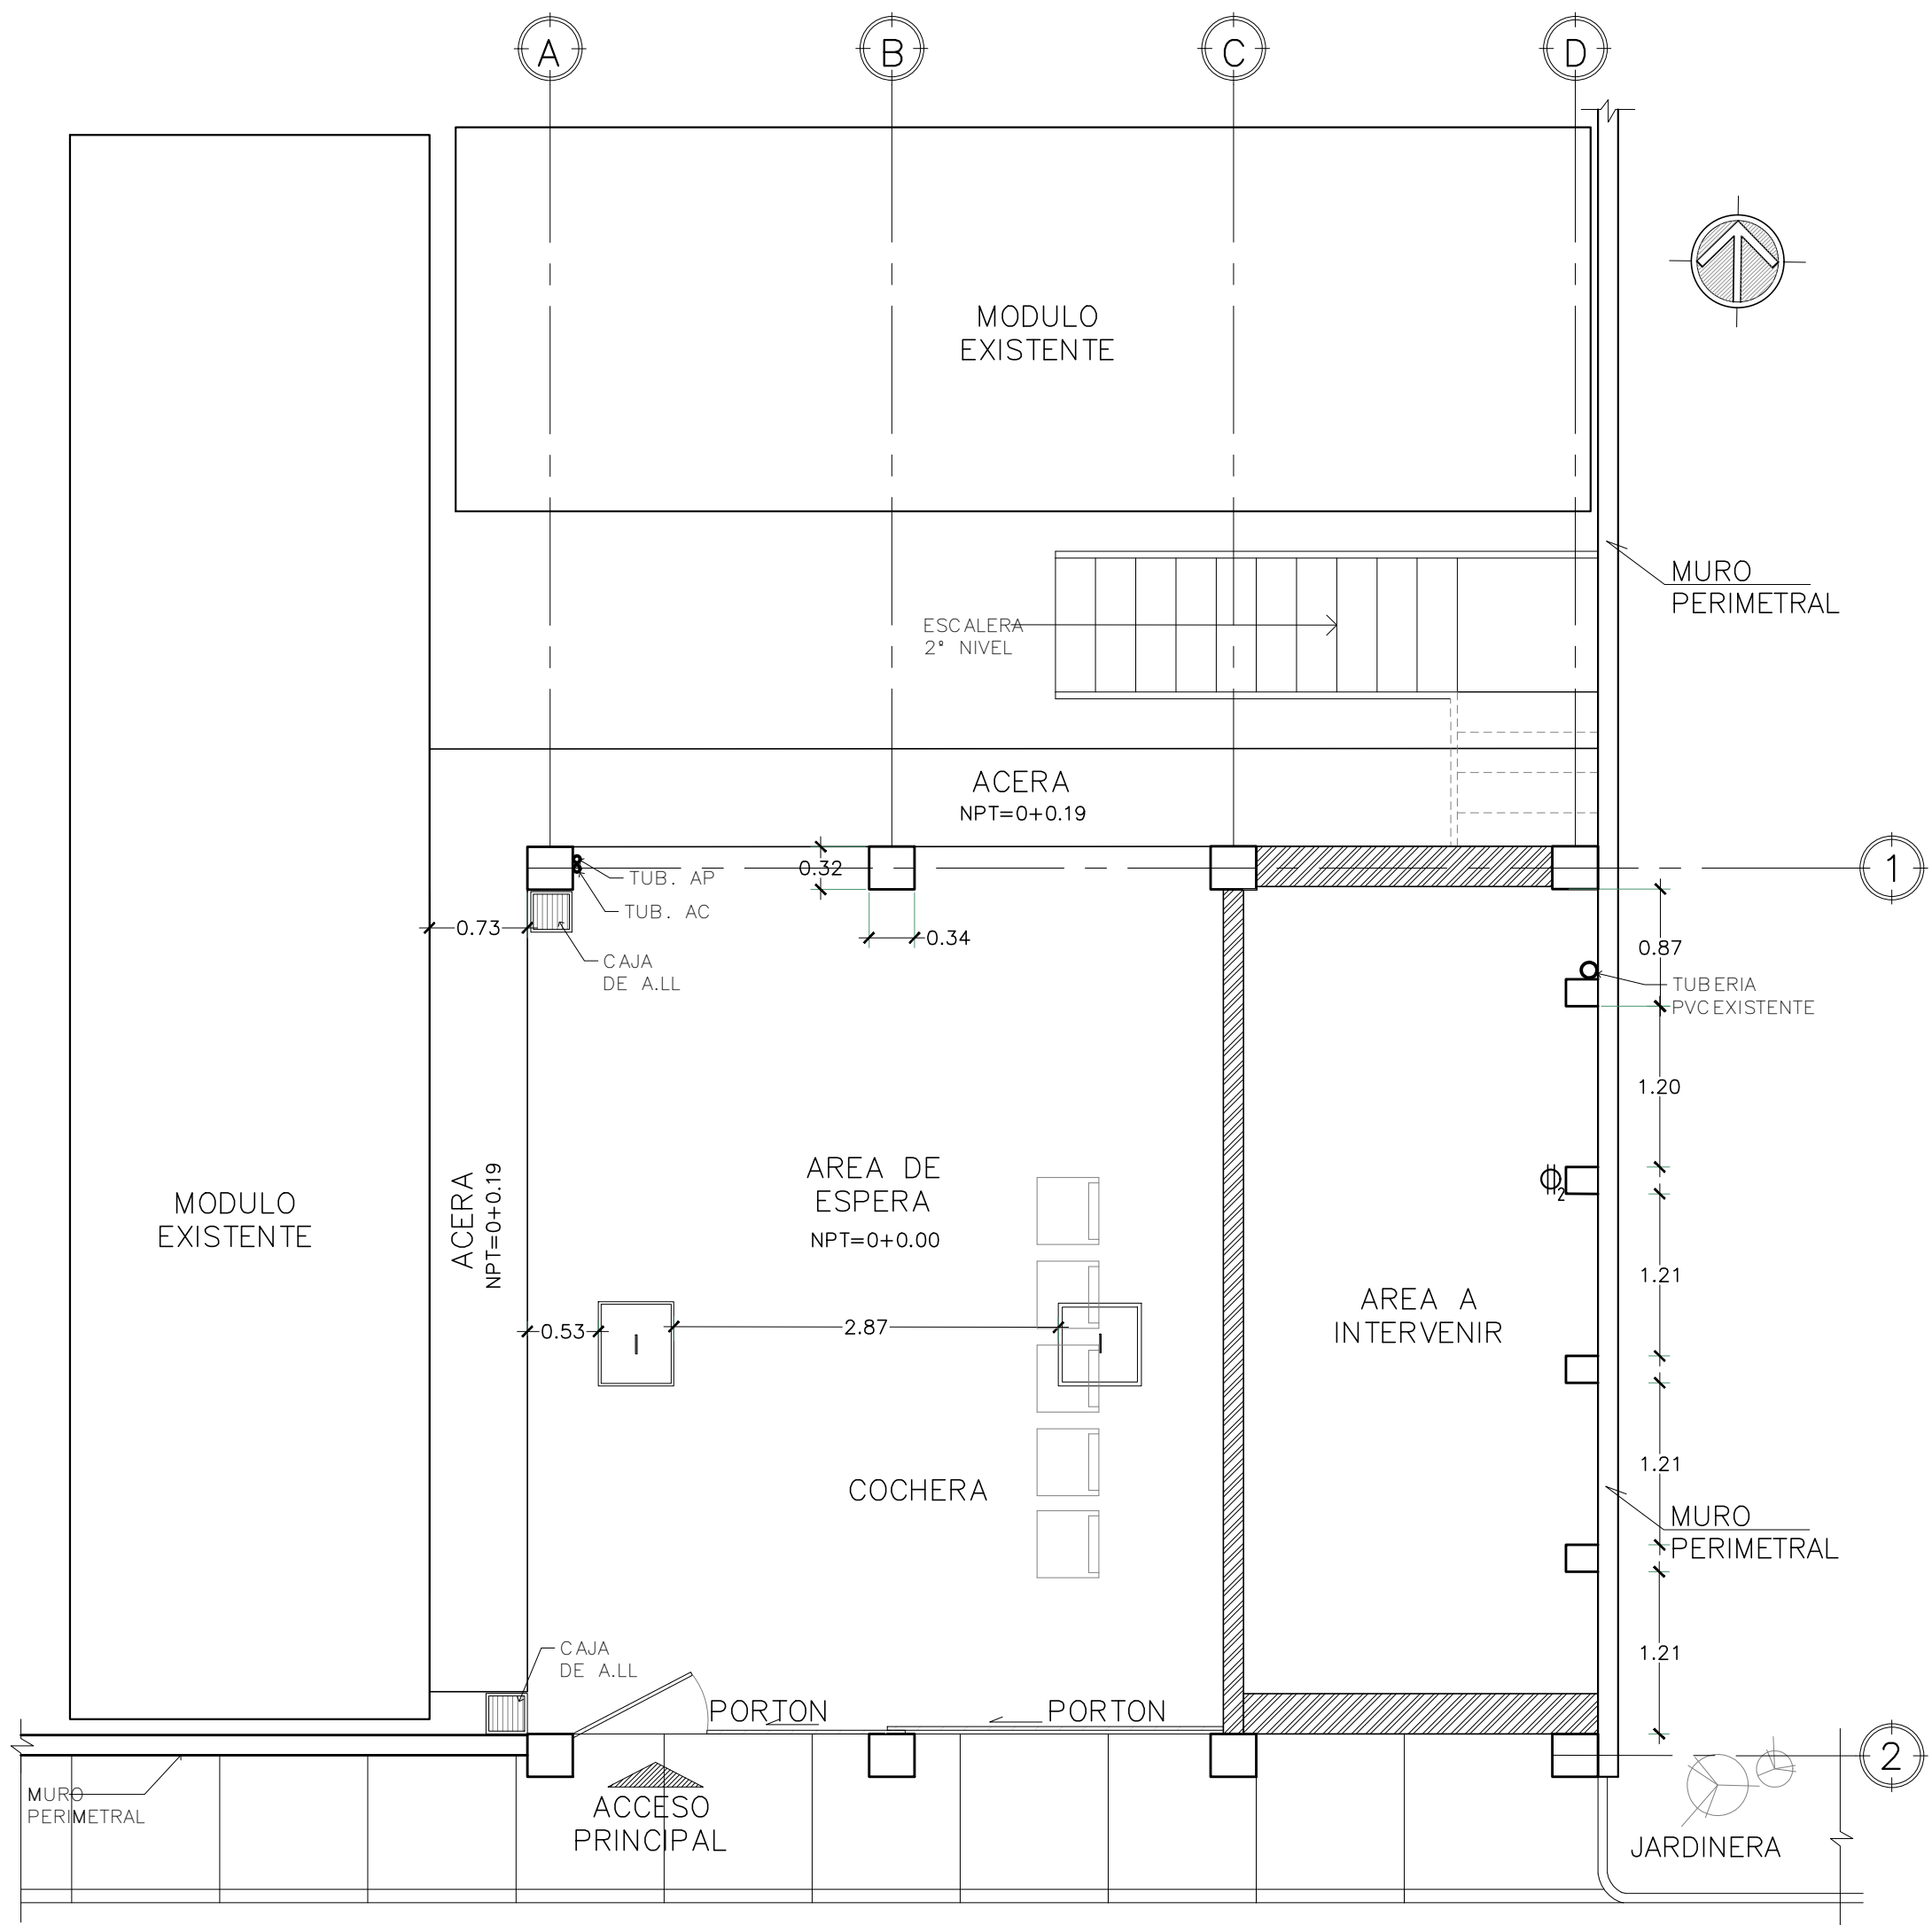 A
B
C
D
MODULO
EXISTENTE
MURO
PERIMETRAL
ESCALERA
2° NIVEL
ACERA
NPT=0+0.19
0.32
1
TUB. AP
TUB. AC
0.73
0.34
0.87
CAJA
DE A.LL
TUBERIA
PVC EXISTENTE
1.20
AREA DE
ESPERA
NPT=0+0.00
2
MODULO
EXISTENTE
ACERA
NPT=0+0.19
1.21
AREA A
INTERVENIR
0.53
2.87
1.21
COCHERA
MURO
PERIMETRAL
CAJA
DE A.LL
1.21
PORTON
PORTON
2
MURO
PERIMETRAL
ACCESO
PRINCIPAL
JARDINERA